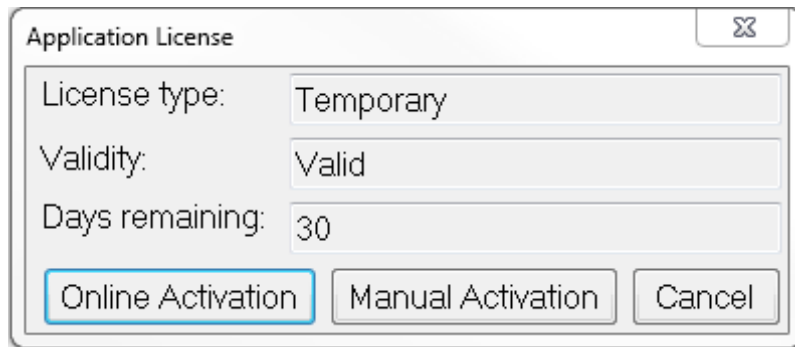 Application License
License type: Temporary
Validity: Valid
Days remaining: 30
Online Activation Manual Activation Cancel